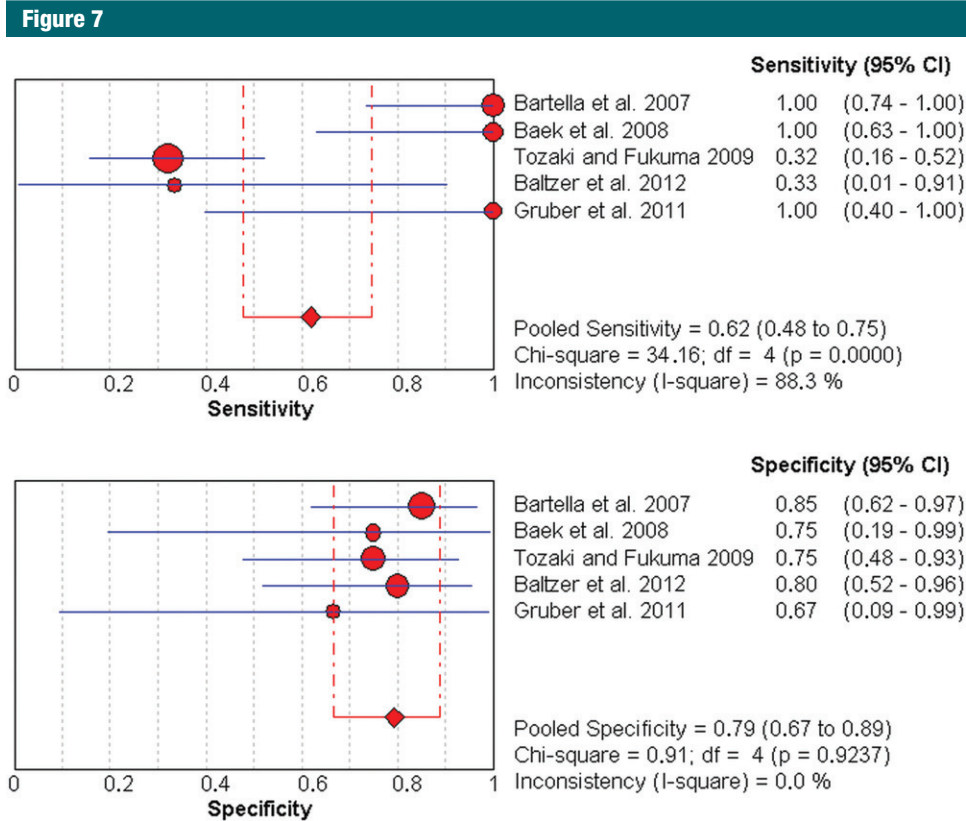 Figure 7
Sensitivity (95% CI)
Bartella et al. 2007 1.00 (0.74 - 1.00)
Baek et al. 2008 1.00 (0.63 - 1.00)
Tozaki and Fukuma 2009 0.32 (0.16 - 0.52)
Baltzer et al. 2012 0.33 (0.01 - 0.91)
Gruber et al. 2011 1.00 (0.40 - 1.00)
Pooled Sensitivity = 0.62 (0.48 to 0.75)
Chi-square = 34.16; df = 4 (p = 0.0000)
Inconsistency (I-square) = 88.3 %
0 0.2 0.4 0.6 0.8 1
Sensitivity
Specificity (95% CI)
Bartella et al. 2007 0.85 (0.62 - 0.97)
Baek et al. 2008 0.75 (0.19 - 0.99)
Tozaki and Fukuma 2009 0.75 (0.48 - 0.93)
Baltzer et al. 2012 0.80 (0.52 - 0.96)
Gruber et al. 2011 0.67 (0.09 - 0.99)
Pooled Specificity = 0.79 (0.67 to 0.89)
Chi-square = 0.91; df = 4 (p = 0.9237)
Inconsistency (I-square) = 0.0 %
0 0.2 0.4 0.6 0.8 1
Specificity